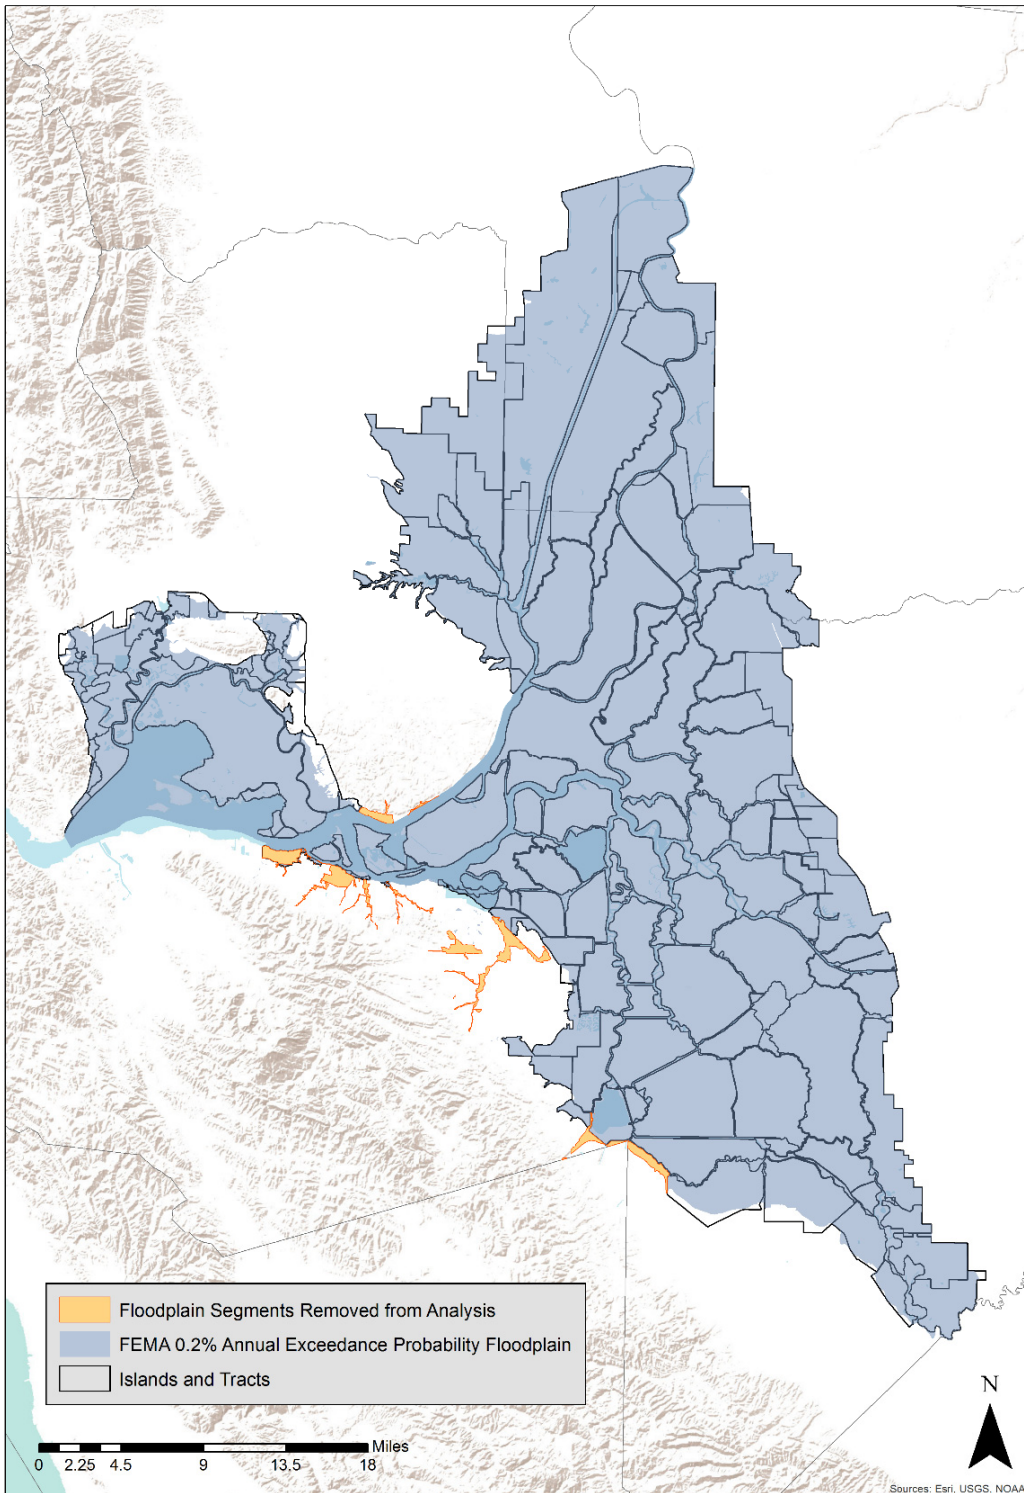 Floodplain Segments Removed from Analysis
FEMA 0.2% Annual Exceedance Probability Floodplain
Islands and Tracts
N
Miles
0 2.25 4.5 9 13.5 18
Sources: Esri, USGS, NOAA